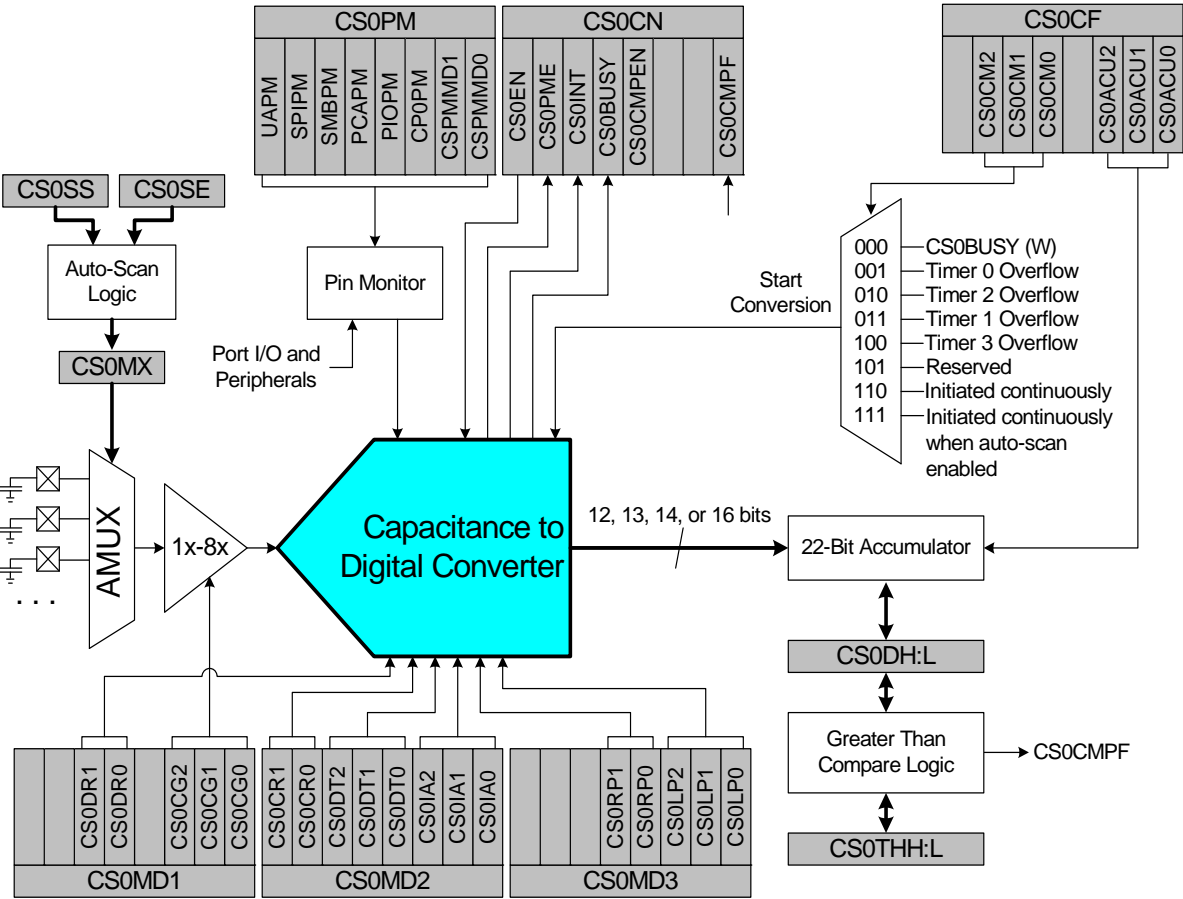 CS0PM
UAPM
SPIPM
SMBPM
PCAPM
PIOPM
CP0PM
CSPMMD1
CSPMMD0
CS0CN
CS0EN
CS0PME
CS0INT
CS0BUSY
CS0CMPEN
CS0CMPF
CS0CF
CS0CM2
CS0CM1
CS0CM0
CS0ACU2
CS0ACU1
CS0ACU0
CS0SS
CS0SE
Auto-Scan
Logic
CS0MX
Pin Monitor
Port I/O and
Peripherals
Start
Conversion
000 CS0BUSY (W)
001 Timer 0 Overflow
010 Timer 2 Overflow
011 Timer 1 Overflow
100 Timer 3 Overflow
101 Reserved
110 Initiated continuously
111 Initiated continuously
when auto-scan
enabled
AMUX
. . .
1x-8x
Capacitance to
Digital Converter
12, 13, 14, or 16 bits
22-Bit Accumulator
CS0DH:L
Greater Than
Compare Logic
CS0CMPF
CS0THH:L
CS0DR1
CS0DR0
CS0CG2
CS0CG1
CS0CG0
CS0MD1
CS0CR1
CS0CR0
CS0DT2
CS0DT1
CS0DT0
CS0IA2
CS0IA1
CS0IA0
CS0MD2
CS0RP1
CS0RP0
CS0LP2
CS0LP1
CS0LP0
CS0MD3